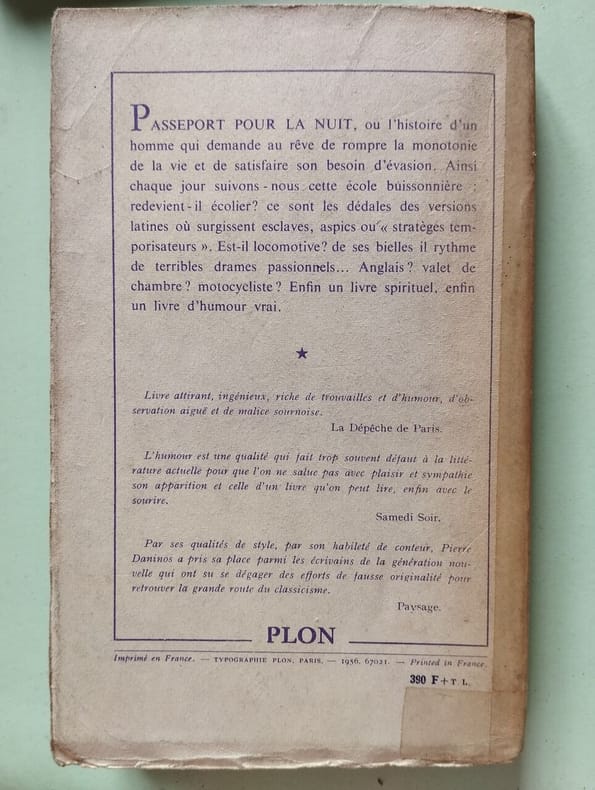 PASSEPORT POUR LA NUIT, ou l'histoire d'un
homme qui demande au rêve de rompre la monotonie
de la vie et de satisfaire son besoin d'évasion. Ainsi
chaque jour suivons-nous cette école buissonnière ;
redevient-il écolier? ce sont les dédales des versions
latines où surgissent esclaves, aspics ou « stratèges tem-
porisateurs ». Est-il locomotive? de ses bielles il rythme
de terribles drames passionnels... Anglais? valet de
chambre? motocycliste? Enfin un livre spirituel, enfin
un livre d'humour vrai.
★
Livre attirant, ingénieux, riche de trouvailles et d'humour, d'ob-
servation aiguë et de malice sournoise.
La Dépêche de Paris.
L'humour est une qualité qui fait trop souvent défaut à la litté-
rature actuelle pour que l'on ne salue pas avec plaisir et sympathie
son apparition et celle d'un livre qu'on peut lire, enfin avec le
sourire.
Samedi Soir.
Par ses qualités de style, par son habileté de conteur, Pierre
Daninos a pris sa place parmi les écrivains de la génération nou-
velle qui ont su se dégager des efforts de fausse originalité pour
retrouver la grande route du classicisme.
Paysage.
PLON
Imprimé en France. — TYPOGRAPHIE PLON, PARIS. — 1956. 67021. — Printed in France.
390 F + T. L.